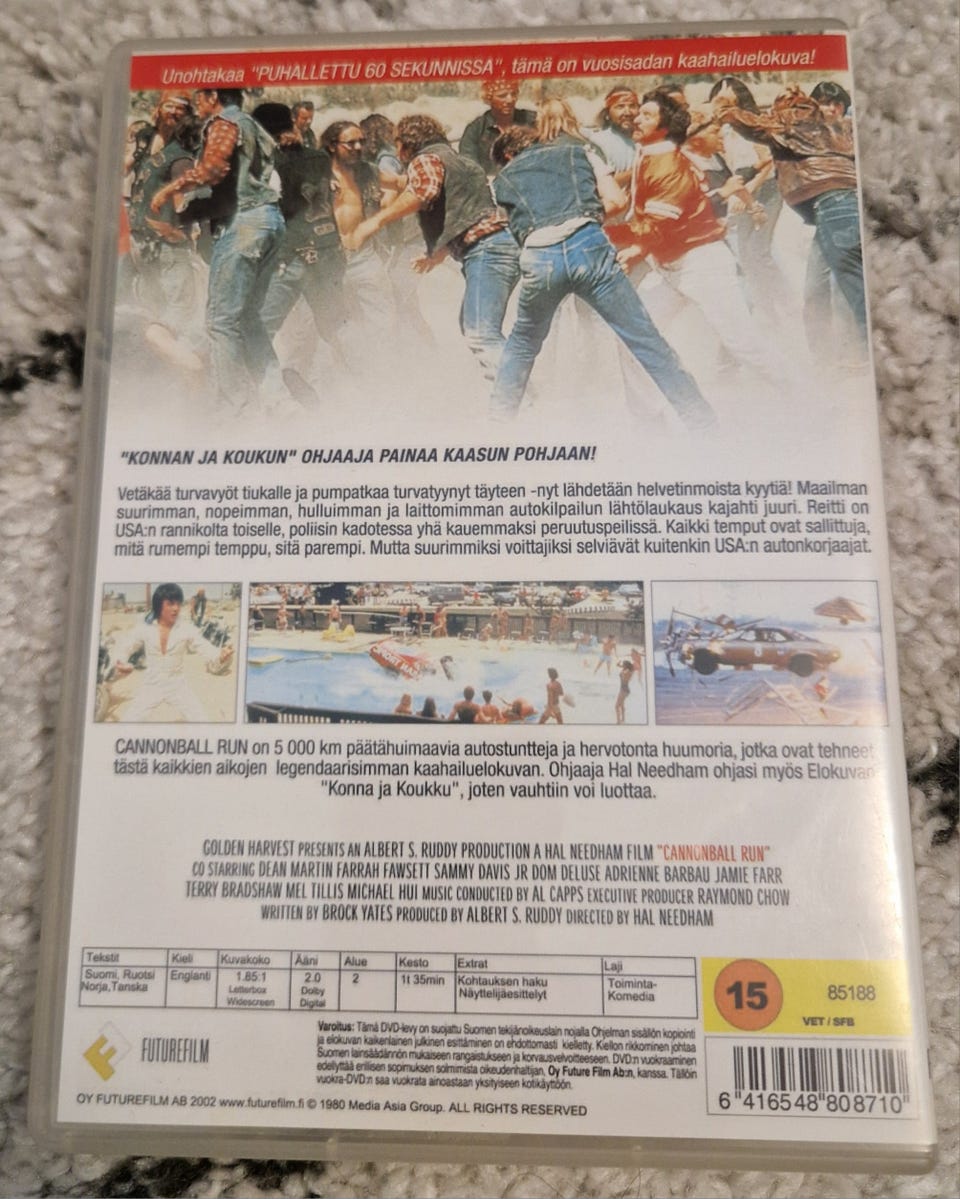 Unohtakaa "PUHALLETTU 60 SEKUNNISSA", tämä on vuosisadan kaahailuelokuva!
"KONNAN JA KOUKUN" OHJAAJA PAINAA KAASUN POHJAAN!
Vetäkää turvavyöt tiukalle ja pumpatkaa turvatyynyt täyteen -nyt lähdetään helvetinmoista kyytiä! Maailman
suurimman, nopeimman, hulluimman ja laittomimman autokilpailun lähtölaukaus kajahti juuri. Reitti on
USA:n rannikolta toiselle, poliisin kadotessa yhä kauemmaksi peruutuspeilissä. Kaikki temput ovat sallittuja,
mitä rumempi temppu, sitä parempi. Mutta suurimmiksi voittajiksi selviävät kuitenkin USA:n autonkorjaajat.
CANNONBALL RUN on 5 000 km päätähuimaavia autostuntteja ja hervotonta huumoria, jotka ovat tehneet
tästä kaikkien aikojen legendaarisimman kaahailuelokuvan. Ohjaaja Hal Needham ohjasi myös Elokuvan
"Konna ja Koukku", joten vauhtiin voi luottaa.
GOLDEN HARVEST PRESENTS AN ALBERT S. RUDDY PRODUCTION A HAL NEEDHAM FILM "CANNONBALL RUN"
CO STARRING DEAN MARTIN FARRAH FAWSETT SAMMY DAVIS JR DOM DELUSE ADRIENNE BARBAU JAMIE FARR
TERRY BRADSHAW MEL TILLIS MICHAEL HUI MUSIC CONDUCTED BY AL CAPPS EXECUTIVE PRODUCER RAYMOND CHOW
WRITTEN BY BROCK YATES PRODUCED BY ALBERT S. RUDDY DIRECTED BY HAL NEEDHAM
Tekstit Kieli Kuvakoko Ääni Alue Kesto Extrat Laji
Suomi, Ruotsi Englanti 1.85:1 2.0 2 1t 35min Kohtauksen haku Toiminta-
Norja,Tanska Letterbox Dolby Näyttelijäesittelyt Komedia
Widescreen Digital
15 85188
VET / SFB
FUTUREFILM
Varoitus: Tämä DVD-levy on suojattu Suomen tekijänoikeuslain nojalla Ohjelman sisällön kopiointi
ja elokuvan kaikenlainen julkinen esittäminen on ehdottomasti kielletty. Kiellon rikkominen johtaa
Suomen lainsäädännön mukaiseen rangaistukseen ja korvausvelvoitteeseen. DVD:n vuokraaminen
edellyttää erillisen sopimuksen solmimista oikeudenhaltijan, Oy Future Film Ab:n, kanssa. Tällöin
vuokra-DVD:n saa vuokrata ainoastaan yksityiseen kotikäyttöön.
6 416548 808710
OY FUTUREFILM AB 2002 www.futurefilm.fi © 1980 Media Asia Group. ALL RIGHTS RESERVED